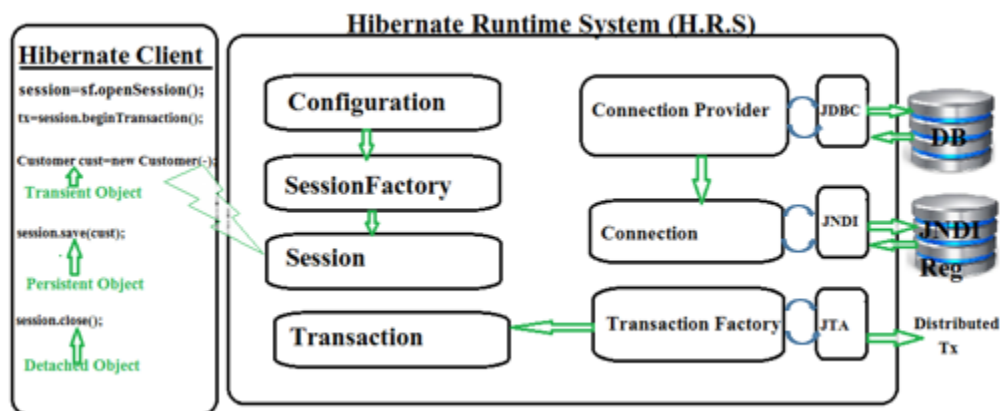 Hibernate Runtime System (H.R.S)
Hibernate Client
session=sf.openSession();
tx=session.beginTransaction();
Customer cust=new Customer(-);
Transient Object
session.save(cust);
Persistent Object
session.close();
Detached Object
Configuration
SessionFactory
Session
Transaction
Connection Provider
JDBC
DB
Connection
JNDI
JNDI
Reg
Transaction Factory
JTA
Distributed
Tx